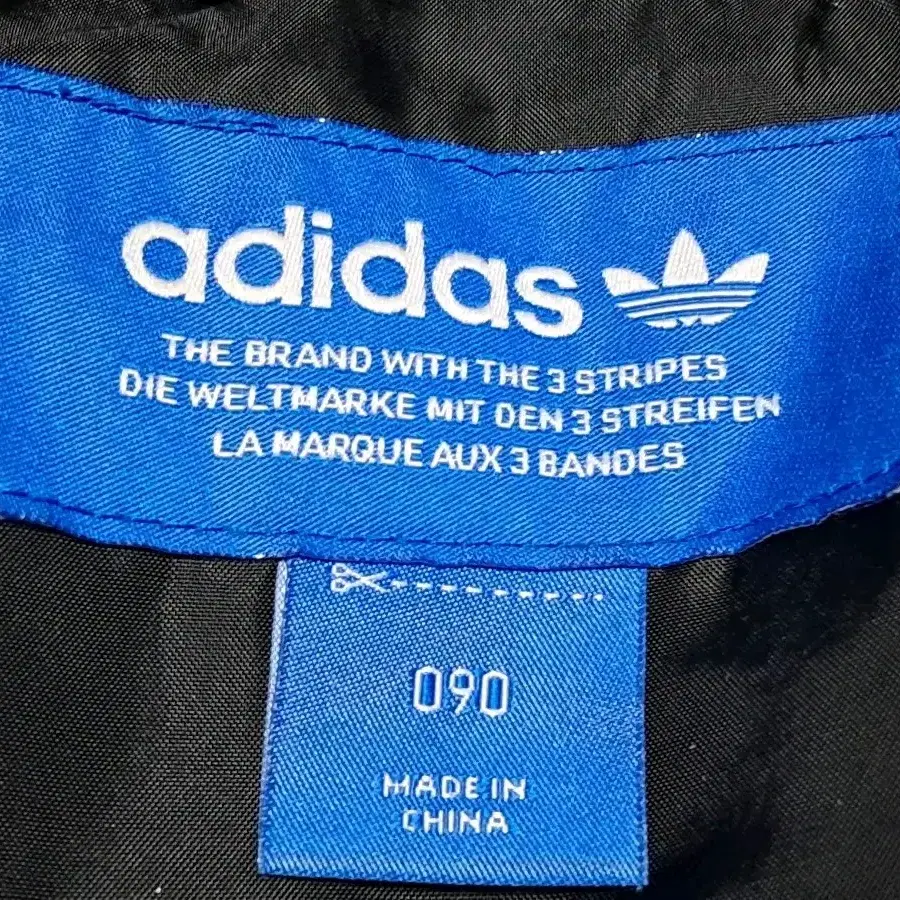 adidas
THE BRAND WITH THE 3 STRIPES
DIE WELTMARKE MIT DEN 3 STREIFEN
LA MARQUE AUX 3 BANDES
090
MADE IN
CHINA